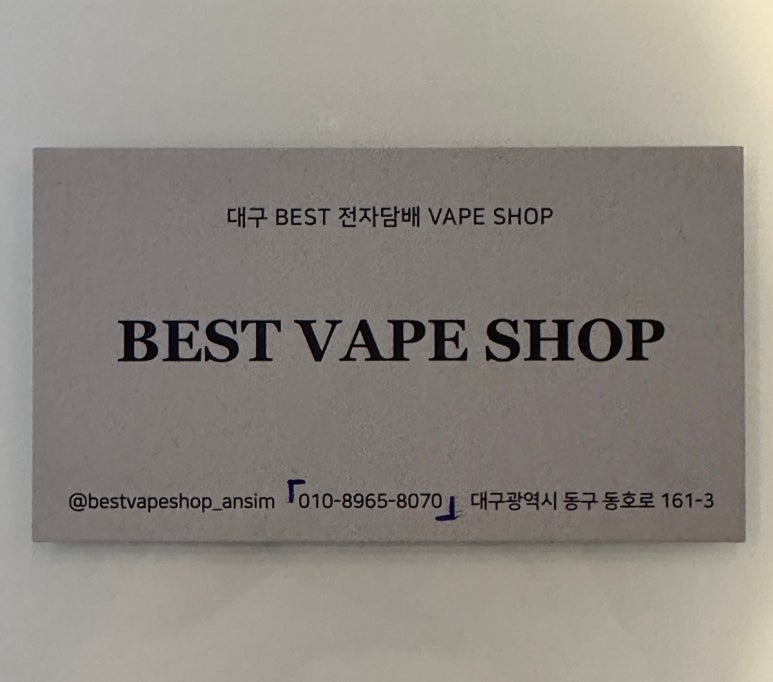 대구 BEST 전자담배 VAPE SHOP
BEST VAPE SHOP
@bestvapeshop_ansim 「010-8965-8070」 대구광역시 동구 동호로 161-3